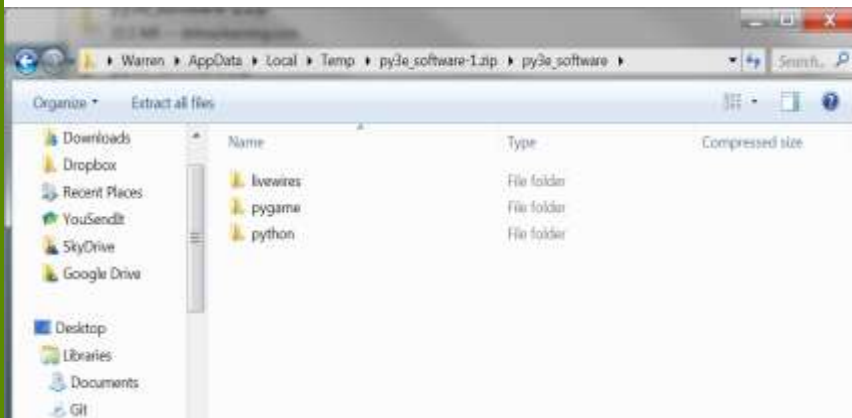 Warren ▸ AppData ▸ Local ▸ Temp ▸ py3e_software-1.zip ▸ py3e_software ▸
Organize Extract all files
Name Type Compressed size
Downloads
Dropbox
Recent Places
YouSendIt
SkyDrive
Google Drive
Desktop
Libraries
Documents
Git
livewires File folder
pygame File folder
python File folder